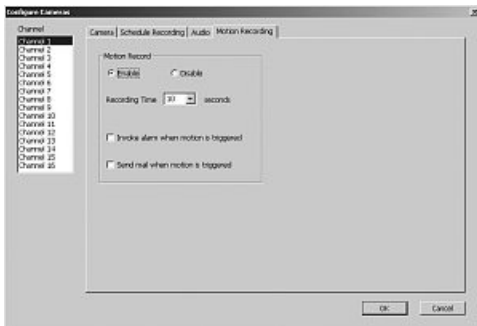 Configure Cameras
Channel
Channel 1
Channel 2
Channel 3
Channel 4
Channel 5
Channel 6
Channel 7
Channel 8
Channel 9
Channel 10
Channel 11
Channel 12
Channel 13
Channel 14
Channel 15
Channel 16
Camera Schedule Recording Audio Motion Recording
Motion Record
Enable Disable
Recording Time 10 seconds
Invoke alarm when motion is triggered
Send mail when motion is triggered
OK Cancel